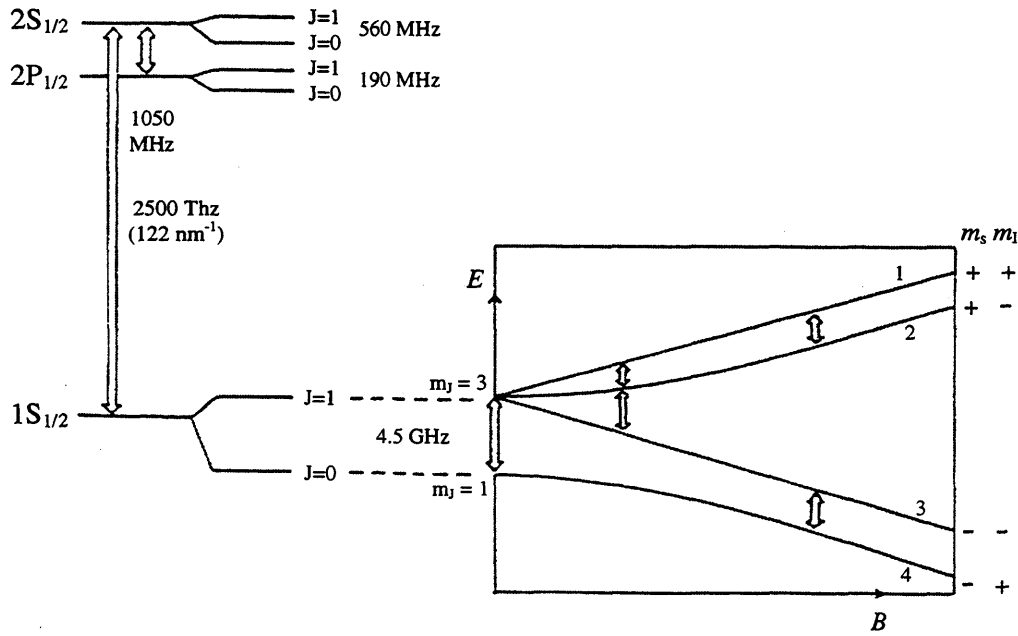 2S1/2
J=1
J=0
560 MHz
2P1/2
J=1
J=0
190 MHz
1050
MHz
2500 Thz
(122 nm-1)
1S1/2
J=1
J=0
mJ = 3
4.5 GHz
mJ = 1
E
B
ms mI
1
+ +
2
+ -
3
- -
4
- +